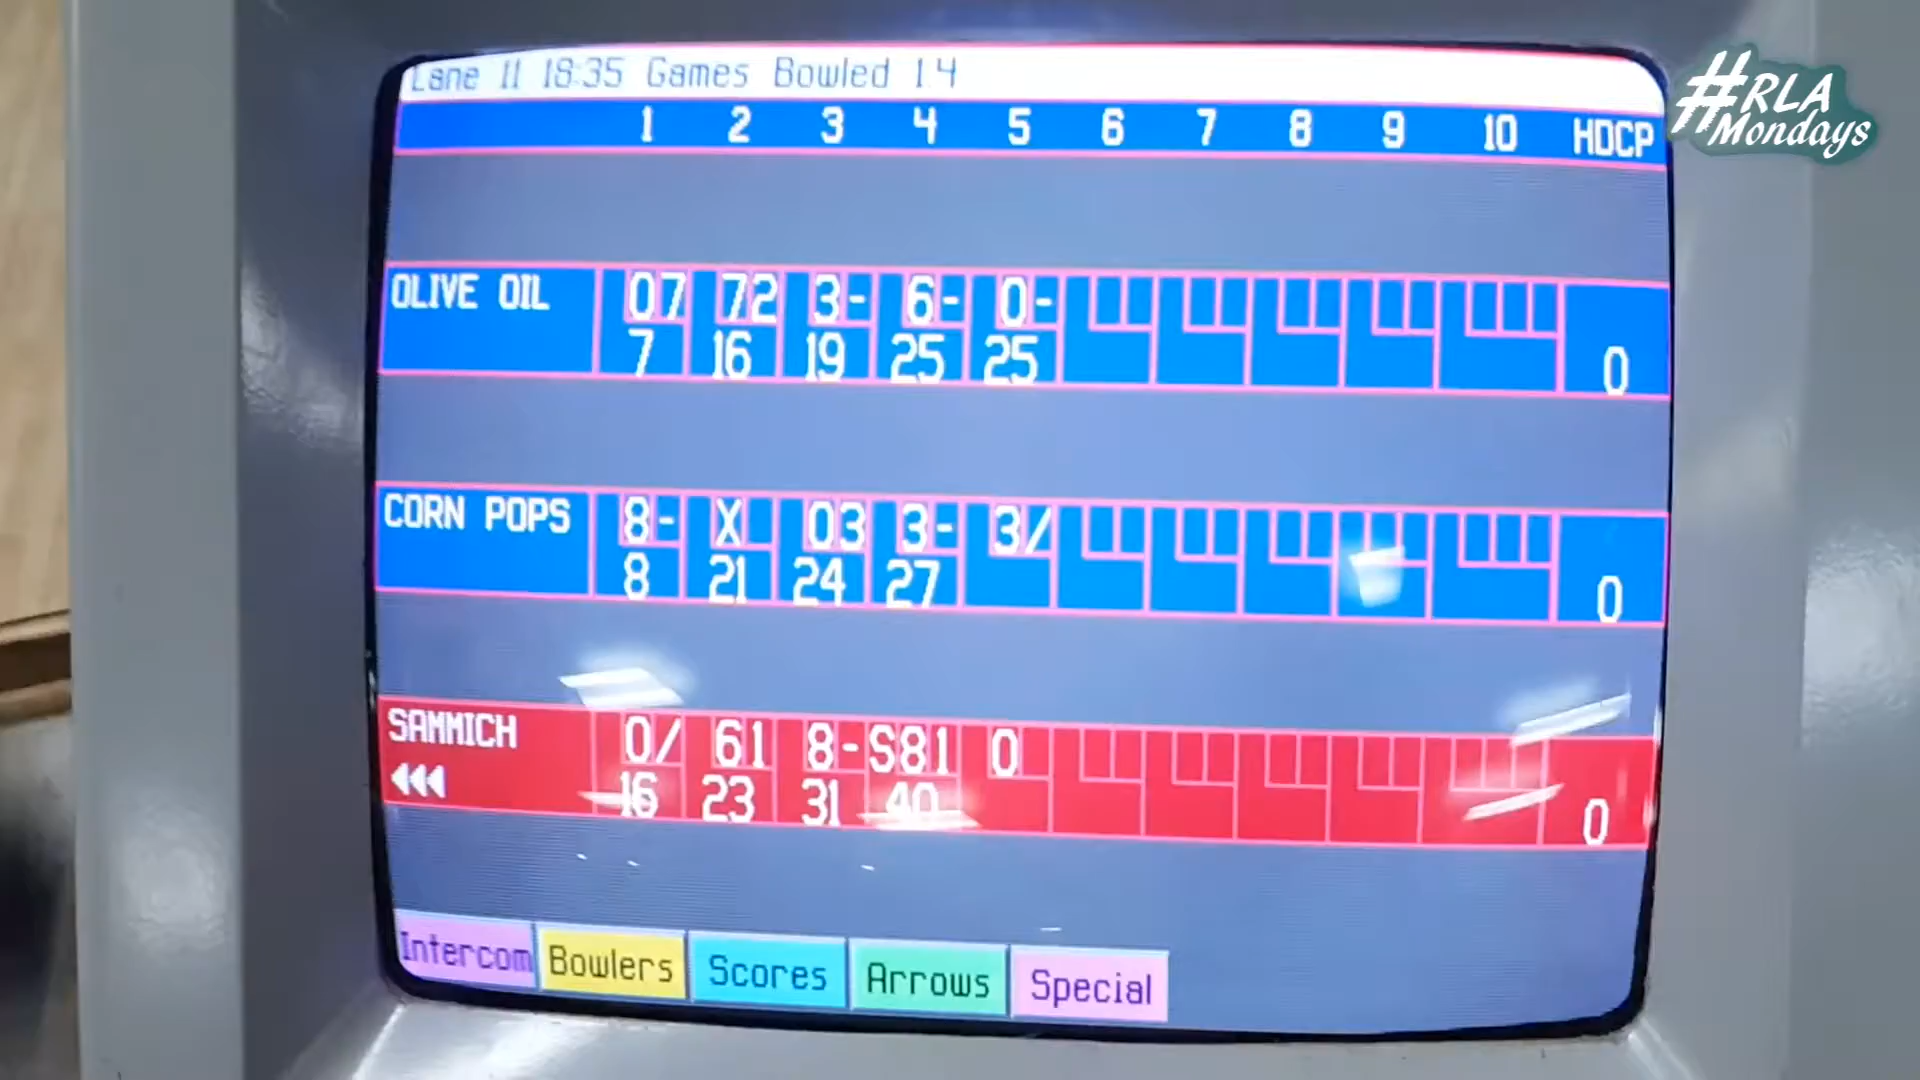 Lane 11 18:35 Games Bowled 1.4
1 2 3 4 5 6 7 8 9 10 HDCP
OLIVE OIL 07 72 3- 6- 0-
7 16 19 25 25 0
CORN POPS 8- X 03 3- 3/
8 21 24 27 0
SAMMICH 0/ 61 8- S81 0
16 23 31 40 0
Intercom Bowlers Scores Arrows Special
#RLA
Mondays